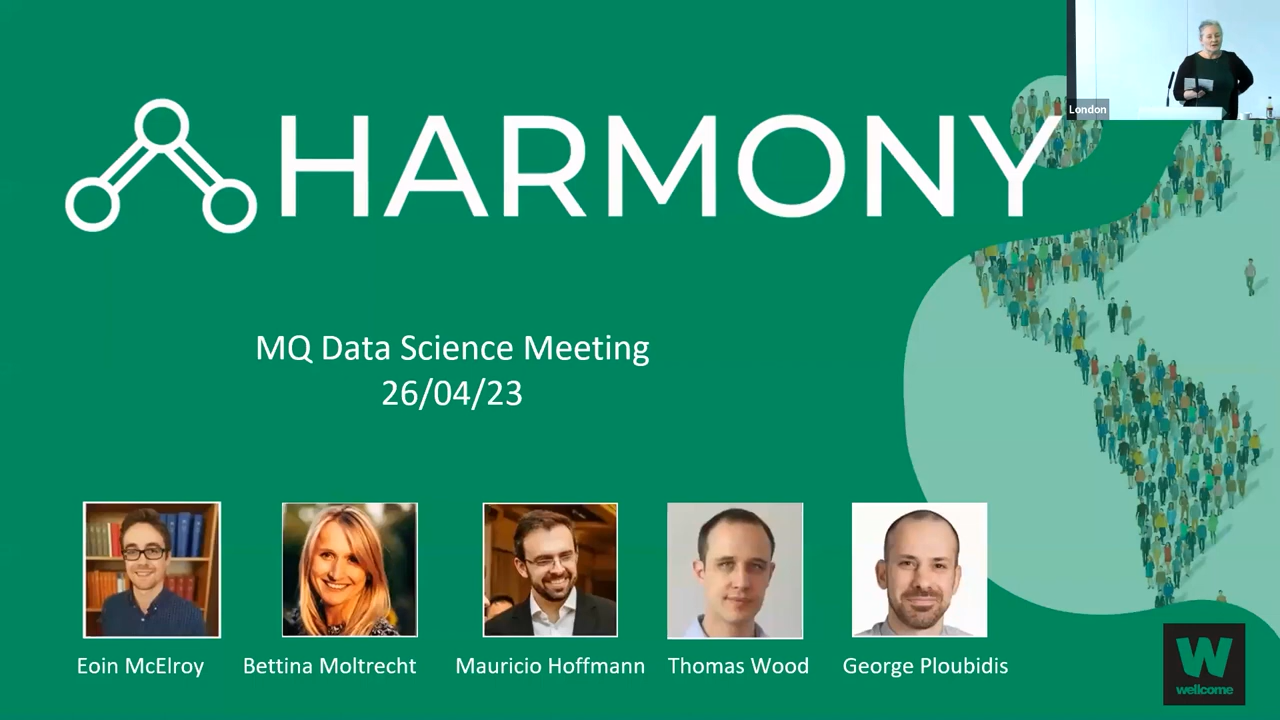 London
HARMONY
MQ Data Science Meeting
26/04/23
Eoin McElroy
Bettina Moltrecht
Mauricio Hoffmann
Thomas Wood
George Ploubidis
W
wellcome